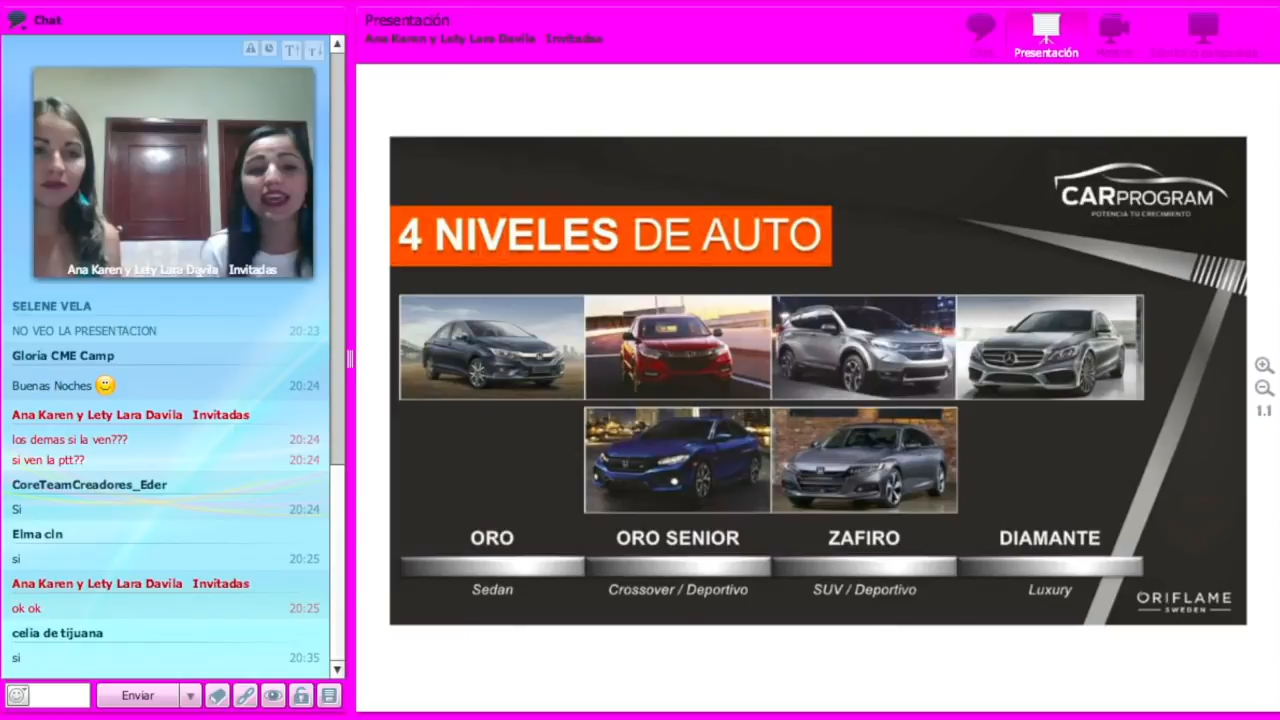 Chat
Ana Karen y Lety Lara Davila Invitadas
SELENE VELA
NO VEO LA PRESENTACION 20:23
Gloria CME Camp
Buenas Noches 20:24
Ana Karen y Lety Lara Davila Invitadas
los demas si la ven??? 20:24
si ven la ptt?? 20:24
CoreTeamCreadores_Eder
Si 20:24
Elma cln
si 20:25
Ana Karen y Lety Lara Davila Invitadas
ok ok 20:25
celia de tijuana
si 20:35
Enviar
Presentación
Ana Karen y Lety Lara Davila Invitadas
Chat
Presentación
CARPROGRAM
POTENCIA TU CRECIMIENTO
4 NIVELES DE AUTO
ORO ORO SENIOR ZAFIRO DIAMANTE
Sedan Crossover / Deportivo SUV / Deportivo Luxury
ORIFLAME
SWEDEN
1.1